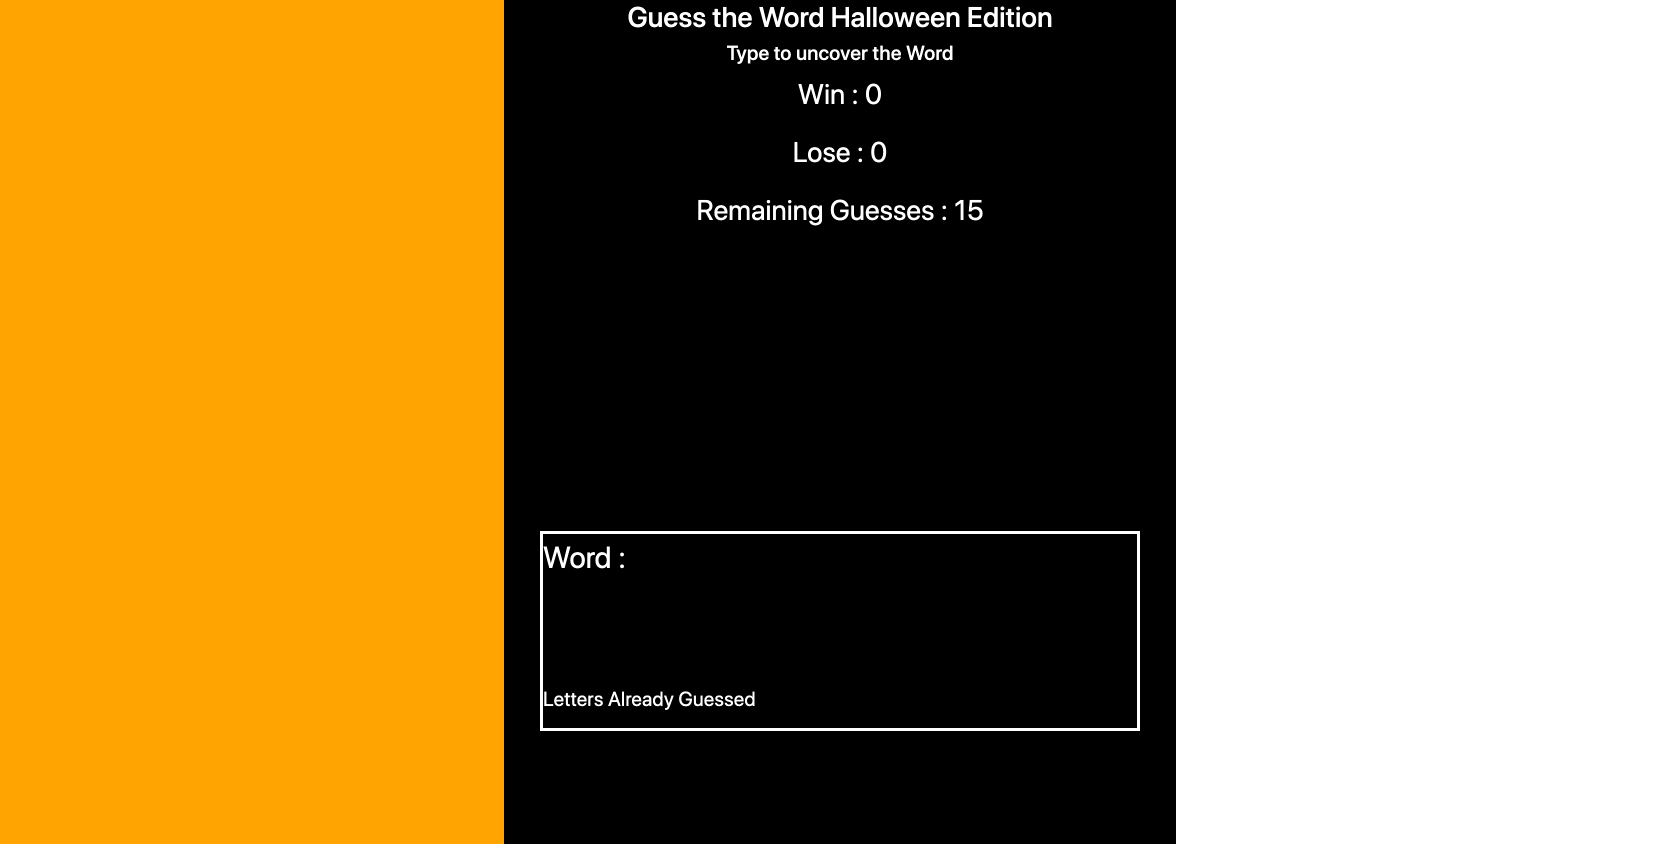 Guess the Word Halloween Edition
Type to uncover the Word
Win : 0
Lose : 0
Remaining Guesses : 15
Word :
Letters Already Guessed